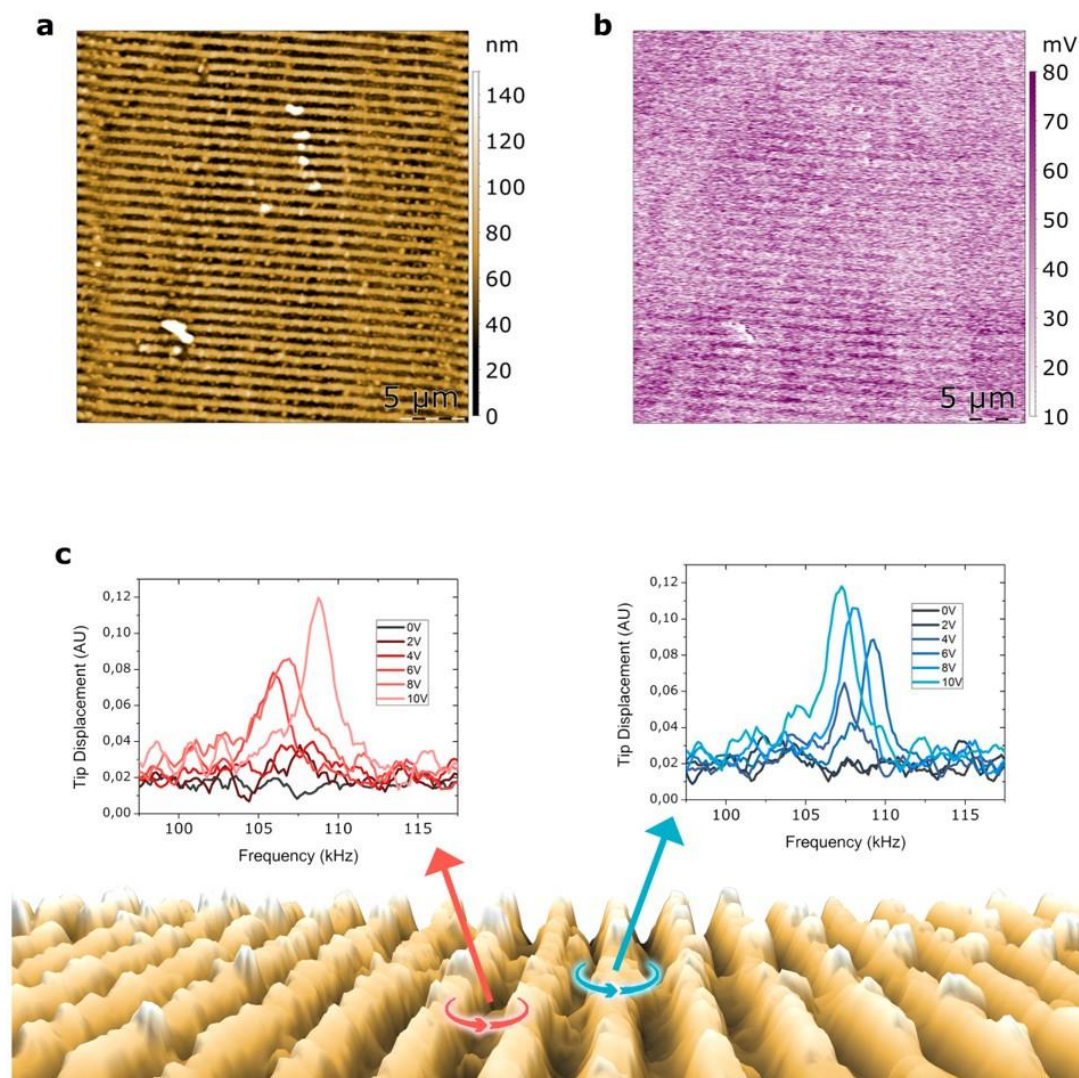 a
nm
140
120
100
80
60
40
20
0
5 µm
b
mV
80
70
60
50
40
30
20
10
5 µm
c
Tip Displacement (AU)
0,12
0,10
0,08
0,06
0,04
0,02
0,00
0V
2V
4V
6V
8V
10V
100 105 110 115
Frequency (kHz)
Tip Displacement (AU)
0,12
0,10
0,08
0,06
0,04
0,02
0,00
0V
2V
4V
6V
8V
10V
100 105 110 115
Frequency (kHz)